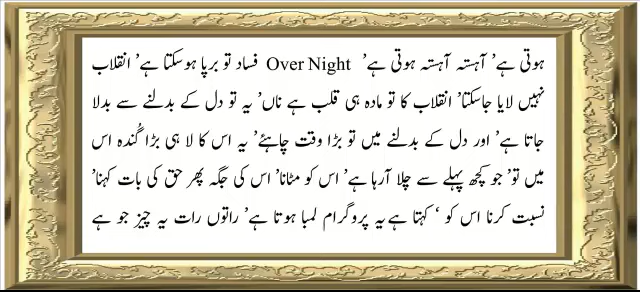 ہوتی ہے’ آہستہ آہستہ ہوتی ہے’ Over Night فساد تو برپا ہوسکتا ہے’ انقلاب
نہیں لایا جاسکتا’ انقلاب کا تو مادہ ہی قلب ہے ناں’ یہ تو دل کے بدلنے سے بدلا
جاتا ہے’ اور دل کے بدلنے میں تو بڑا وقت چاہئے’ یہ اس کا لا ہی بڑا گُندہ اس
میں تو’ جو کچھ پہلے سے چلا آرہا ہے’ اس کو مٹانا’ اس کی جگہ پھر حق کی بات کہنا’
نسبت کرنا اس کو ‘ کہتا ہے یہ پروگرام لمبا ہوتا ہے’ راتوں رات یہ چیز جو ہے